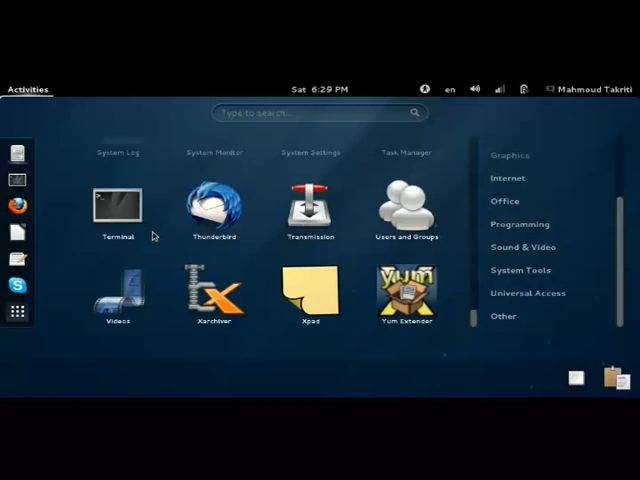 Activities
Sat 6:29 PM
en
Mahmoud Takriti
Type to search...
System Log
System Monitor
System Settings
Task Manager
Graphics
Internet
Office
Programming
Sound & Video
System Tools
Universal Access
Other
>_
Terminal
Thunderbird
Transmission
Users and Groups
yum
Videos
Xarchiver
Xpad
Yum Extender